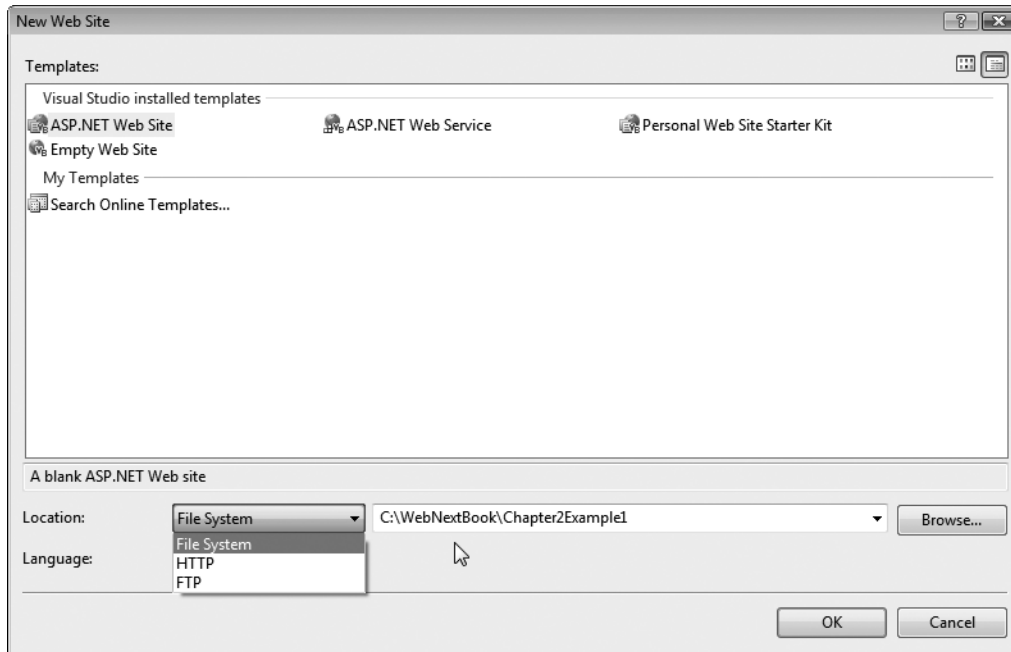 New Web Site
Templates:
Visual Studio installed templates
ASP.NET Web Site
ASP.NET Web Service
Personal Web Site Starter Kit
Empty Web Site
My Templates
Search Online Templates...
A blank ASP.NET Web site
Location:
File System
C:\WebNextBook\Chapter2Example1
Browse...
File System
Language:
HTTP
FTP
OK
Cancel